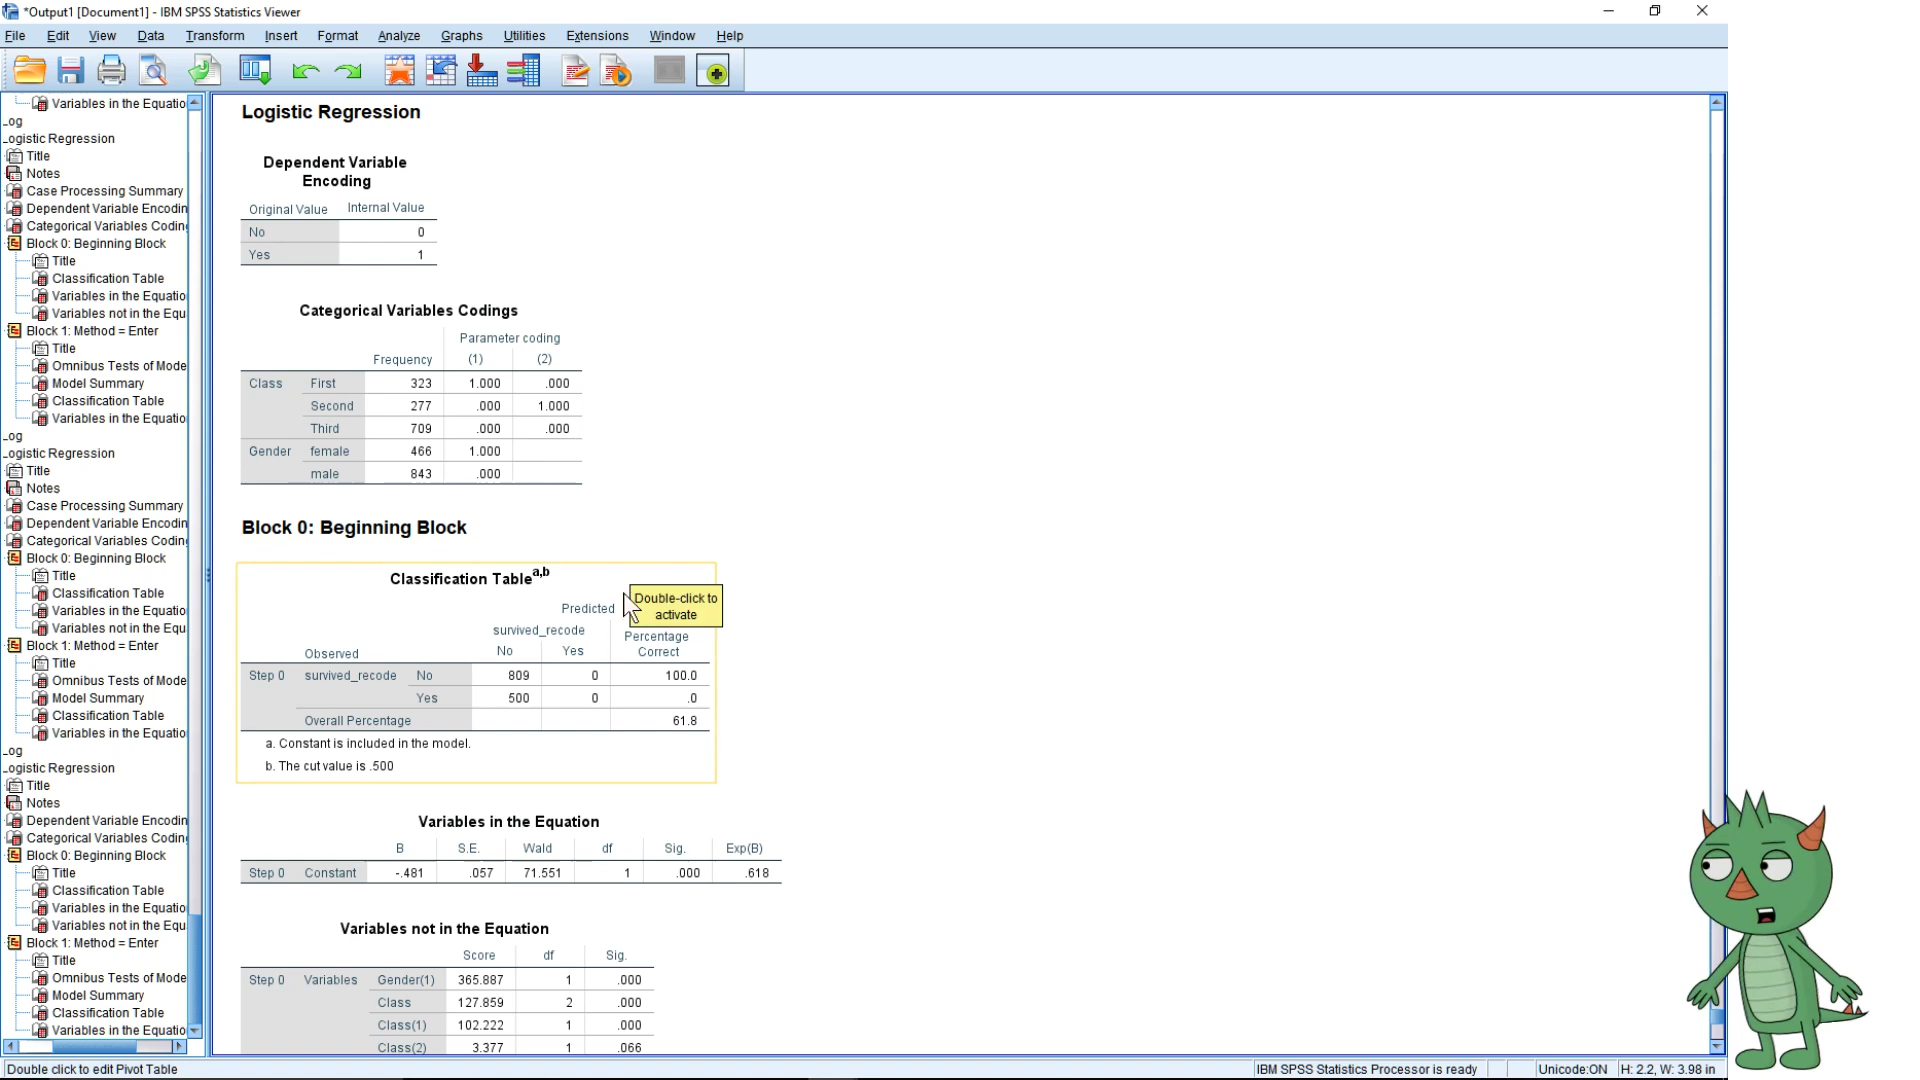 *Output1 [Document1] - IBM SPSS Statistics Viewer
File Edit View Data Transform Insert Format Analyze Graphs Utilities Extensions Window Help
Variables in the Equatio
Log
Logistic Regression
Title
Notes
Case Processing Summary
Dependent Variable Encodin
Categorical Variables Coding
Block 0: Beginning Block
Title
Classification Table
Variables in the Equatio
Variables not in the Equ
Block 1: Method = Enter
Title
Omnibus Tests of Mode
Model Summary
Classification Table
Variables in the Equatio
Log
Logistic Regression
Title
Notes
Case Processing Summary
Dependent Variable Encodin
Categorical Variables Coding
Block 0: Beginning Block
Title
Classification Table
Variables in the Equatio
Variables not in the Equ
Block 1: Method = Enter
Title
Omnibus Tests of Mode
Model Summary
Classification Table
Variables in the Equatio
Log
Logistic Regression
Title
Notes
Dependent Variable Encodin
Categorical Variables Coding
Block 0: Beginning Block
Title
Classification Table
Variables in the Equatio
Variables not in the Equ
Block 1: Method = Enter
Title
Omnibus Tests of Mode
Model Summary
Classification Table
Variables in the Equatio
Logistic Regression
Dependent Variable
Encoding
Original Value Internal Value
No 0
Yes 1
Categorical Variables Codings
Parameter coding
Frequency (1) (2)
Class First 323 1.000 .000
Second 277 .000 1.000
Third 709 .000 .000
Gender female 466 1.000
male 843 .000
Block 0: Beginning Block
Classification Table a,b
Predicted
Double-click to
activate
survived_recode Percentage
Observed No Yes Correct
Step 0 survived_recode No 809 0 100.0
Yes 500 0 .0
Overall Percentage 61.8
a. Constant is included in the model.
b. The cut value is .500
Variables in the Equation
B S.E. Wald df Sig. Exp(B)
Step 0 Constant -.481 .057 71.551 1 .000 .618
Variables not in the Equation
Score df Sig.
Step 0 Variables Gender(1) 365.887 1 .000
Class 127.859 2 .000
Class(1) 102.222 1 .000
Class(2) 3.377 1 .066
Double click to edit Pivot Table IBM SPSS Statistics Processor is ready Unicode:ON H: 2.2, W: 3.98 in